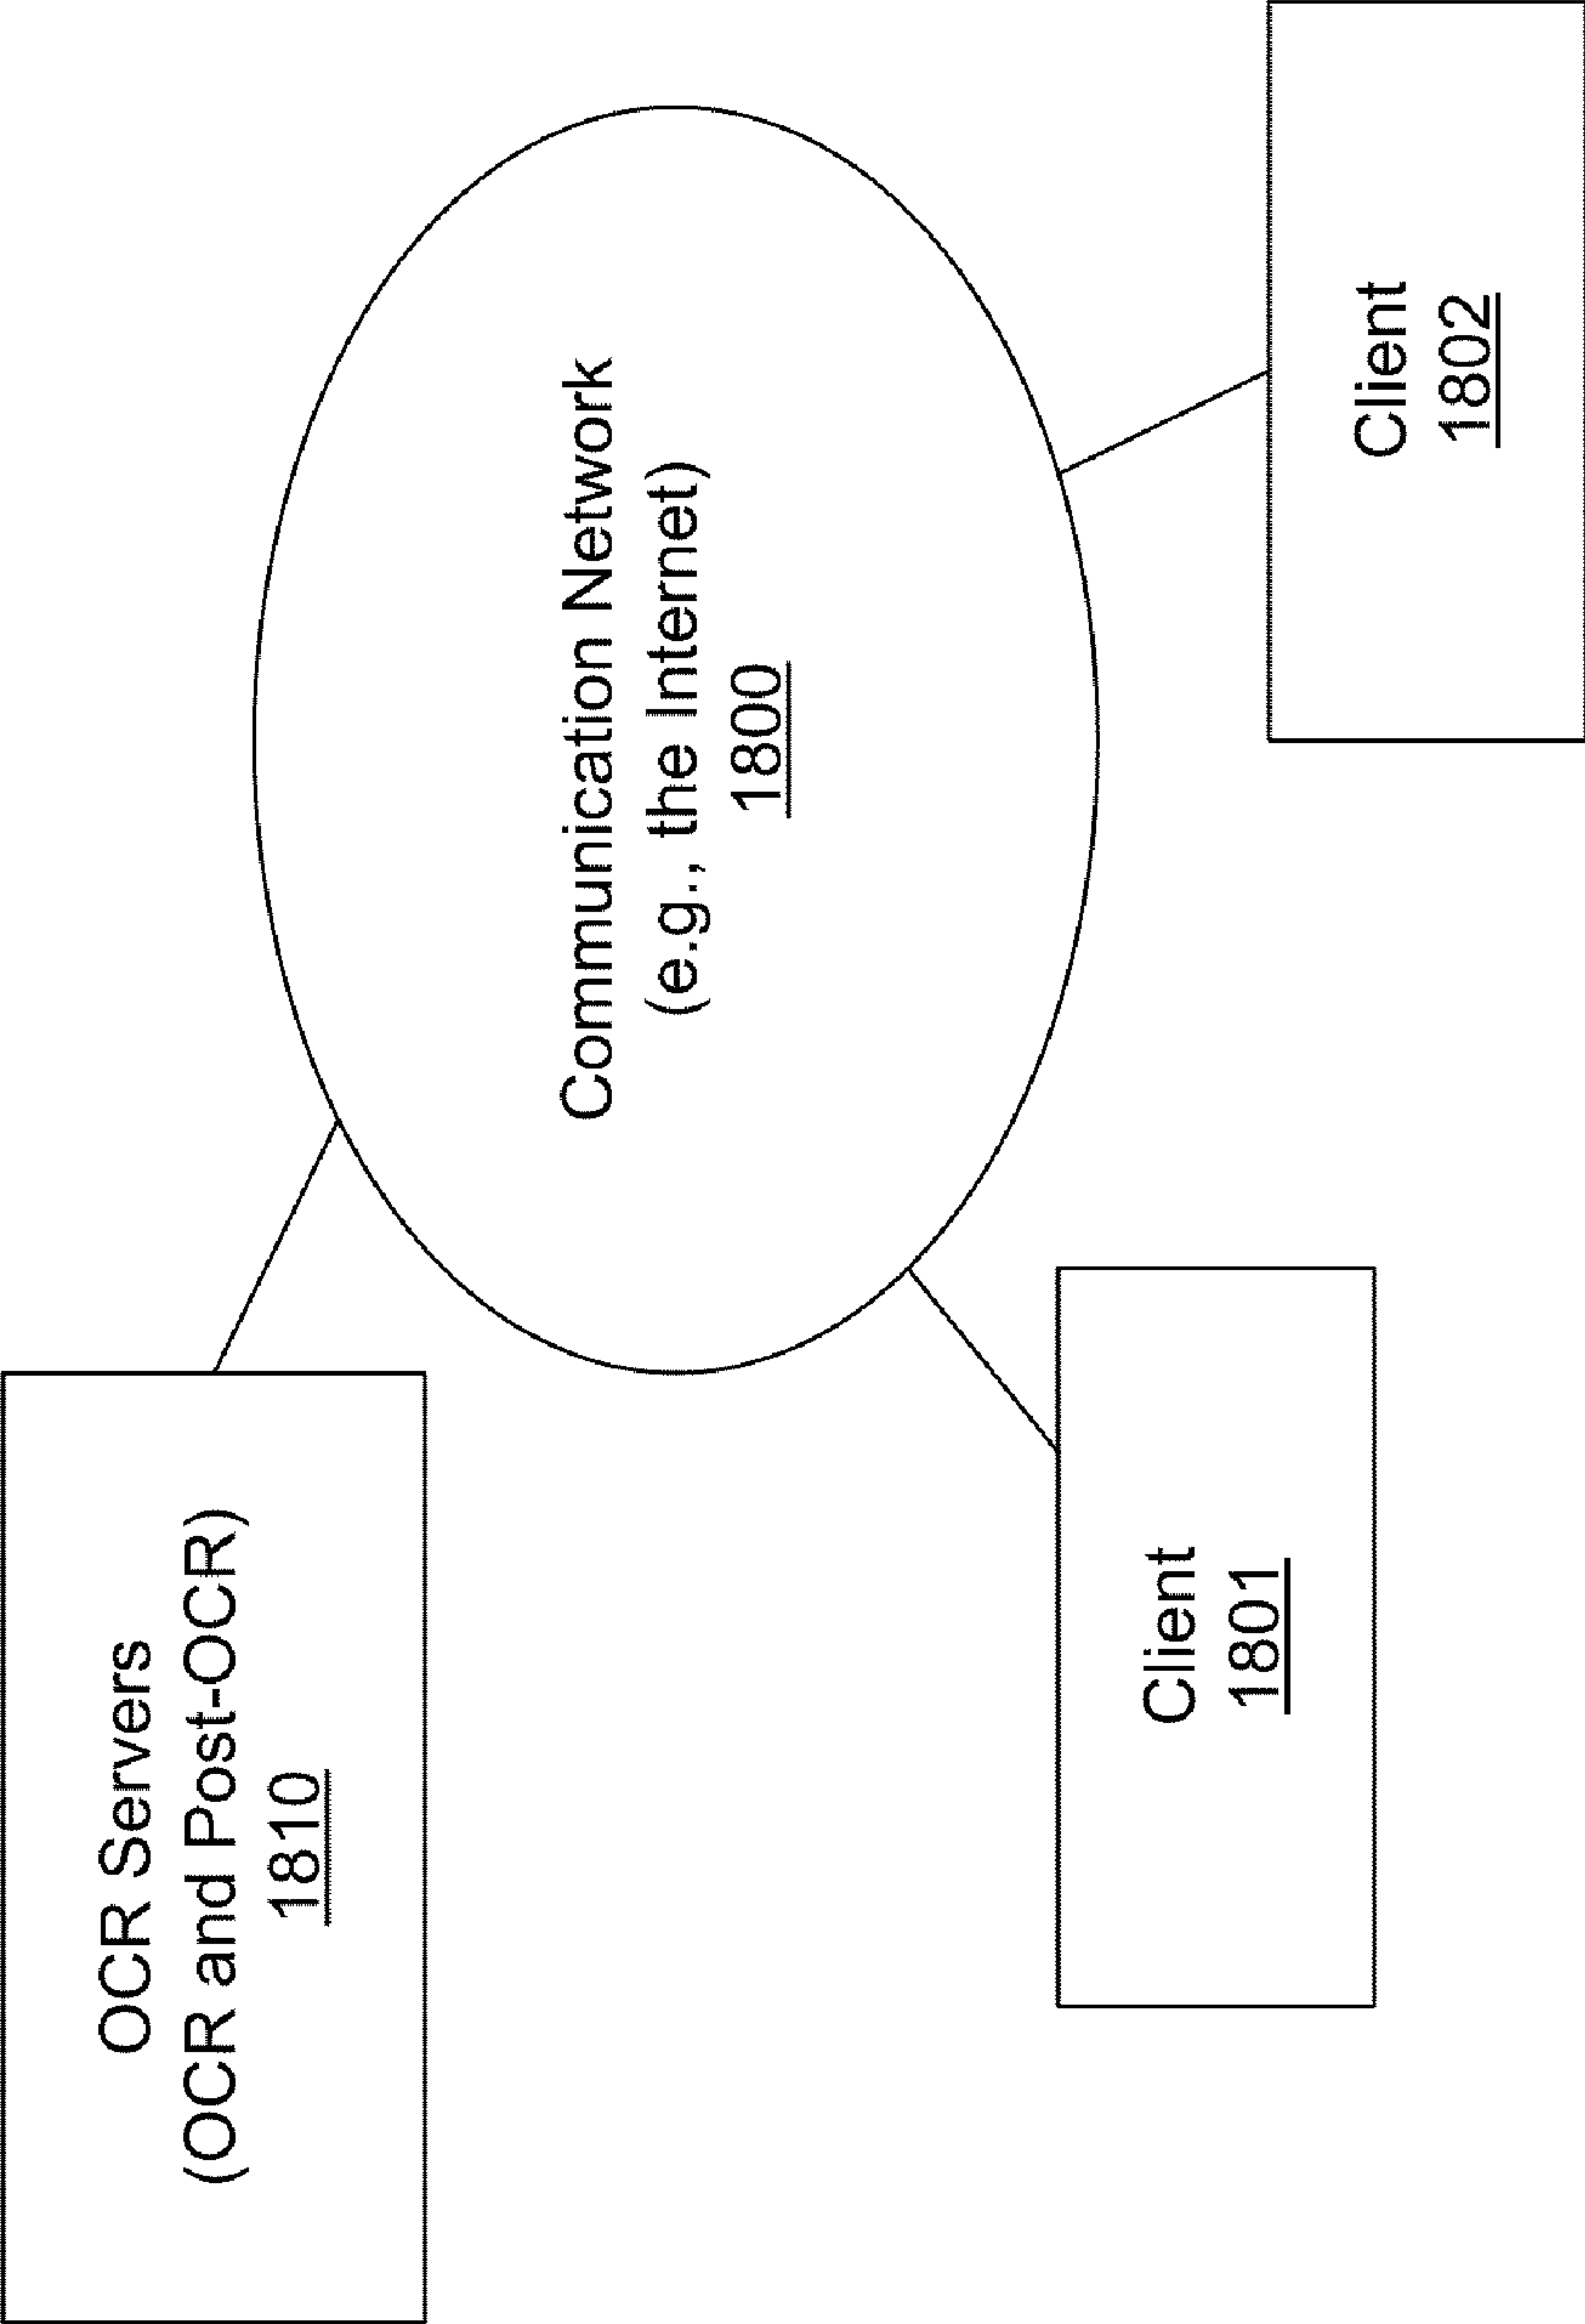 OCR Servers
(OCR and Post-OCR)
1810
Communication Network
(e.g., the Internet)
1800
Client
1801
Client
1802